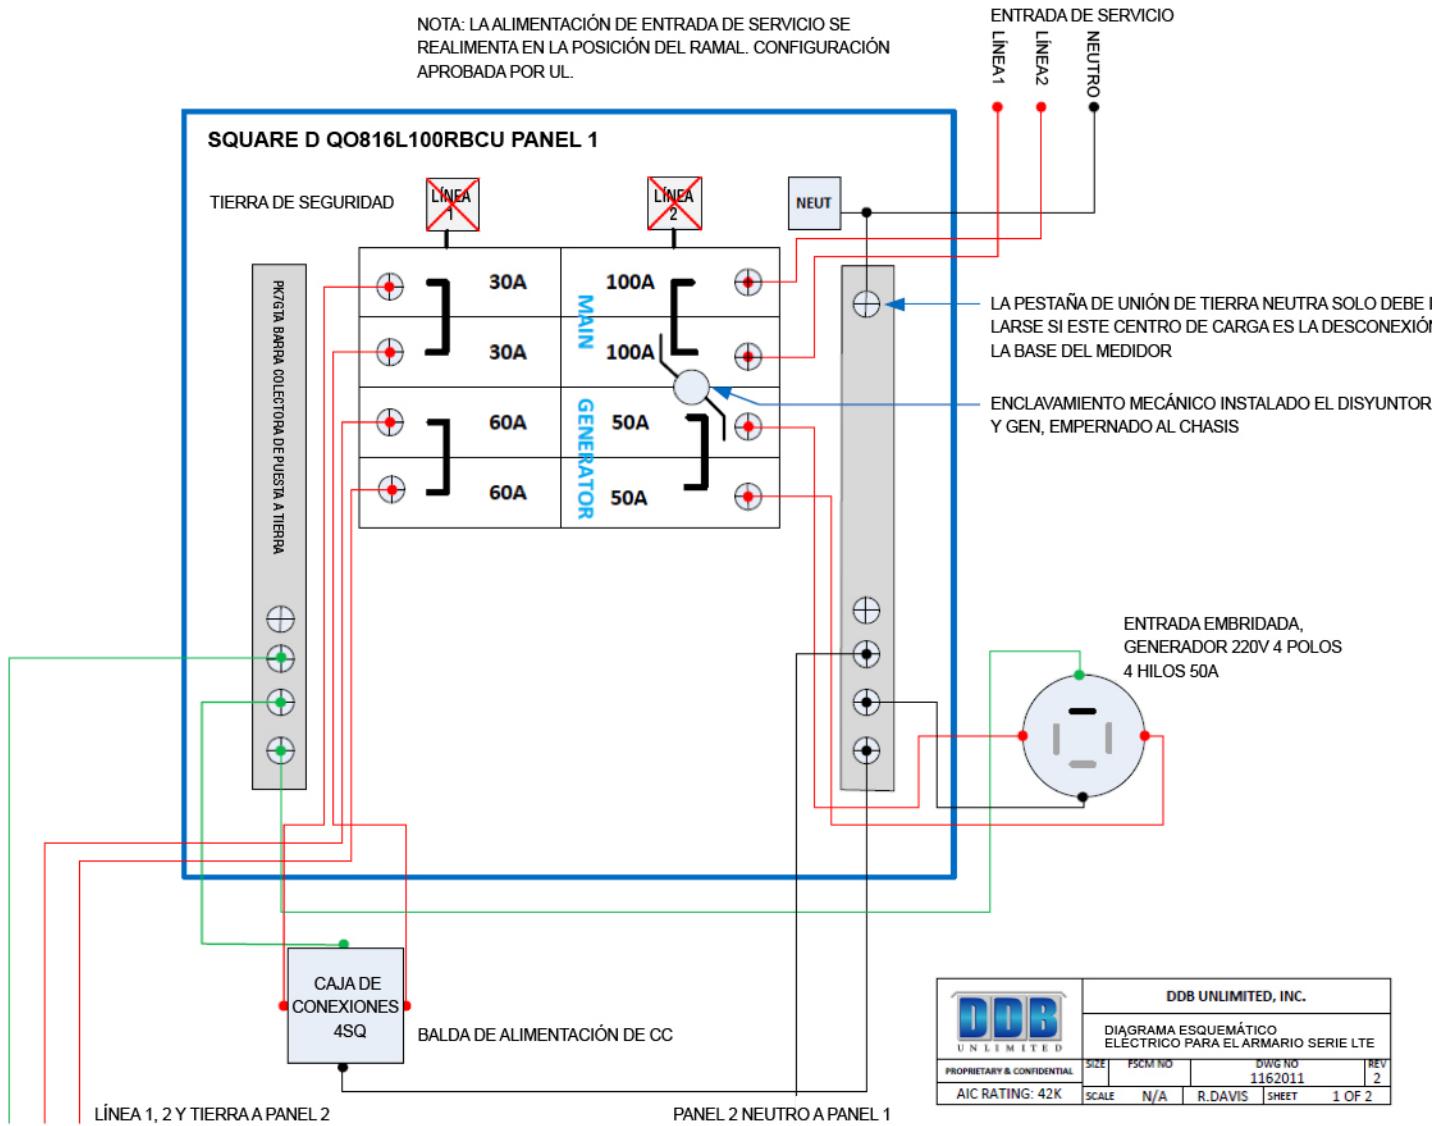 NOTA: LA ALIMENTACIÓN DE ENTRADA DE SERVICIO SE
REALIMENTA EN LA POSICIÓN DEL RAMAL. CONFIGURACIÓN
APROBADA POR UL.
ENTRADA DE SERVICIO
LÍNEA1
LÍNEA2
NEUTRO
SQUARE D QO816L100RBCU PANEL 1
TIERRA DE SEGURIDAD
LÍNEA
1
LÍNEA
2
NEUT
PK7GTA BARRA COLECTORA DE PUESTA A TIERRA
30A
100A
30A
100A
MAIN
60A
50A
60A
50A
GENERATOR
LA PESTAÑA DE UNIÓN DE TIERRA NEUTRA SOLO DEBE
LARSE SI ESTE CENTRO DE CARGA ES LA DESCONEXIÓN
LA BASE DEL MEDIDOR
ENCLAVAMIENTO MECÁNICO INSTALADO EL DISYUNTOR
Y GEN, EMPERNADO AL CHASIS
ENTRADA EMBRIDADA,
GENERADOR 220V 4 POLOS
4 HILOS 50A
CAJA DE
CONEXIONES
4SQ
BALDA DE ALIMENTACIÓN DE CC
LÍNEA 1, 2 Y TIERRA A PANEL 2
PANEL 2 NEUTRO A PANEL 1
DDB
UNLIMITED
PROPRIETARY & CONFIDENTIAL
AIC RATING: 42K
DDB UNLIMITED, INC.
DIAGRAMA ESQUEMÁTICO
ELÉCTRICO PARA EL ARMARIO SERIE LTE
SIZE FSCM NO DWG NO REV
1162011 2
SCALE N/A R.DAVIS SHEET 1 OF 2